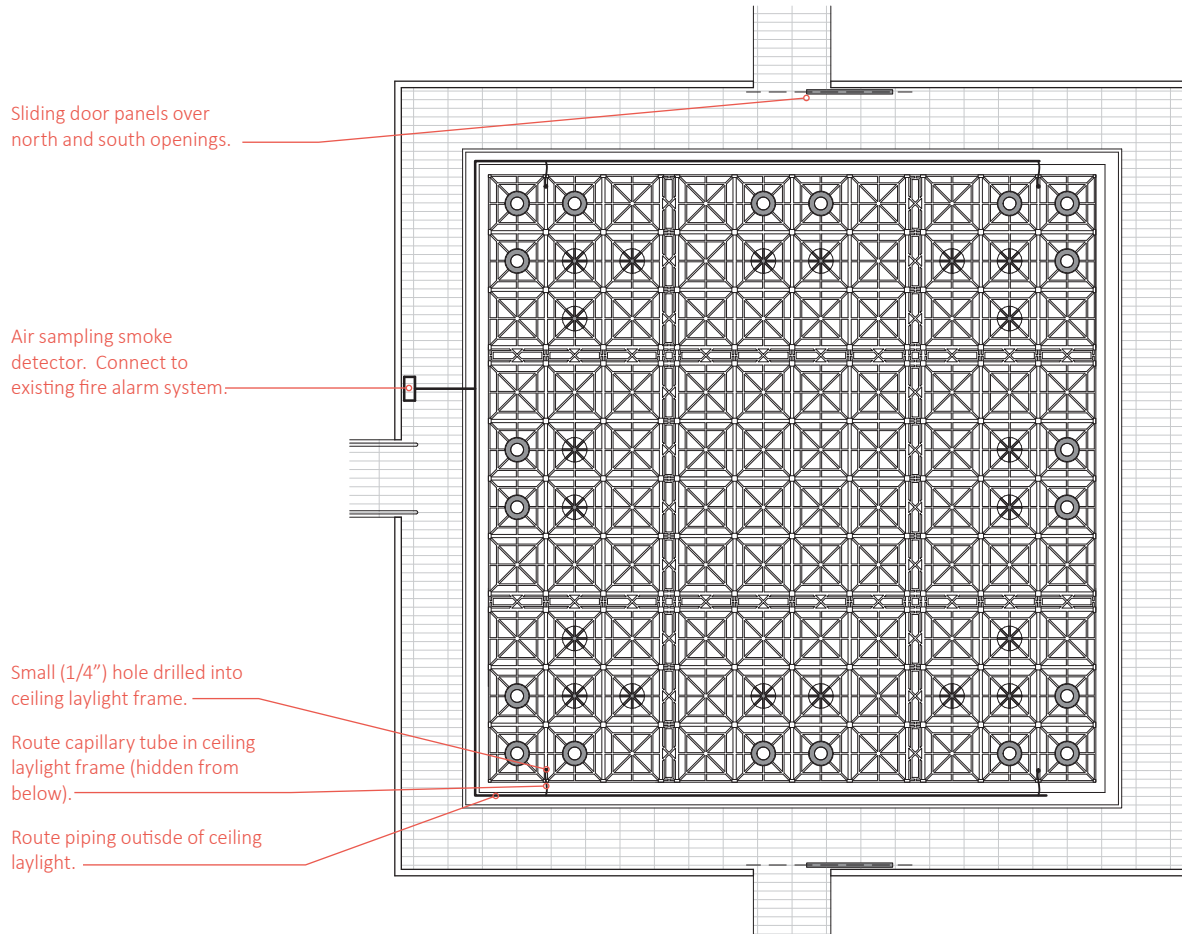 Sliding door panels over
north and south openings.
Air sampling smoke
detector.  Connect to
existing fire alarm system.
Small (1/4") hole drilled into
ceiling laylight frame.
Route capillary tube in ceiling
laylight frame (hidden from
below).
Route piping outisde of ceiling
laylight.